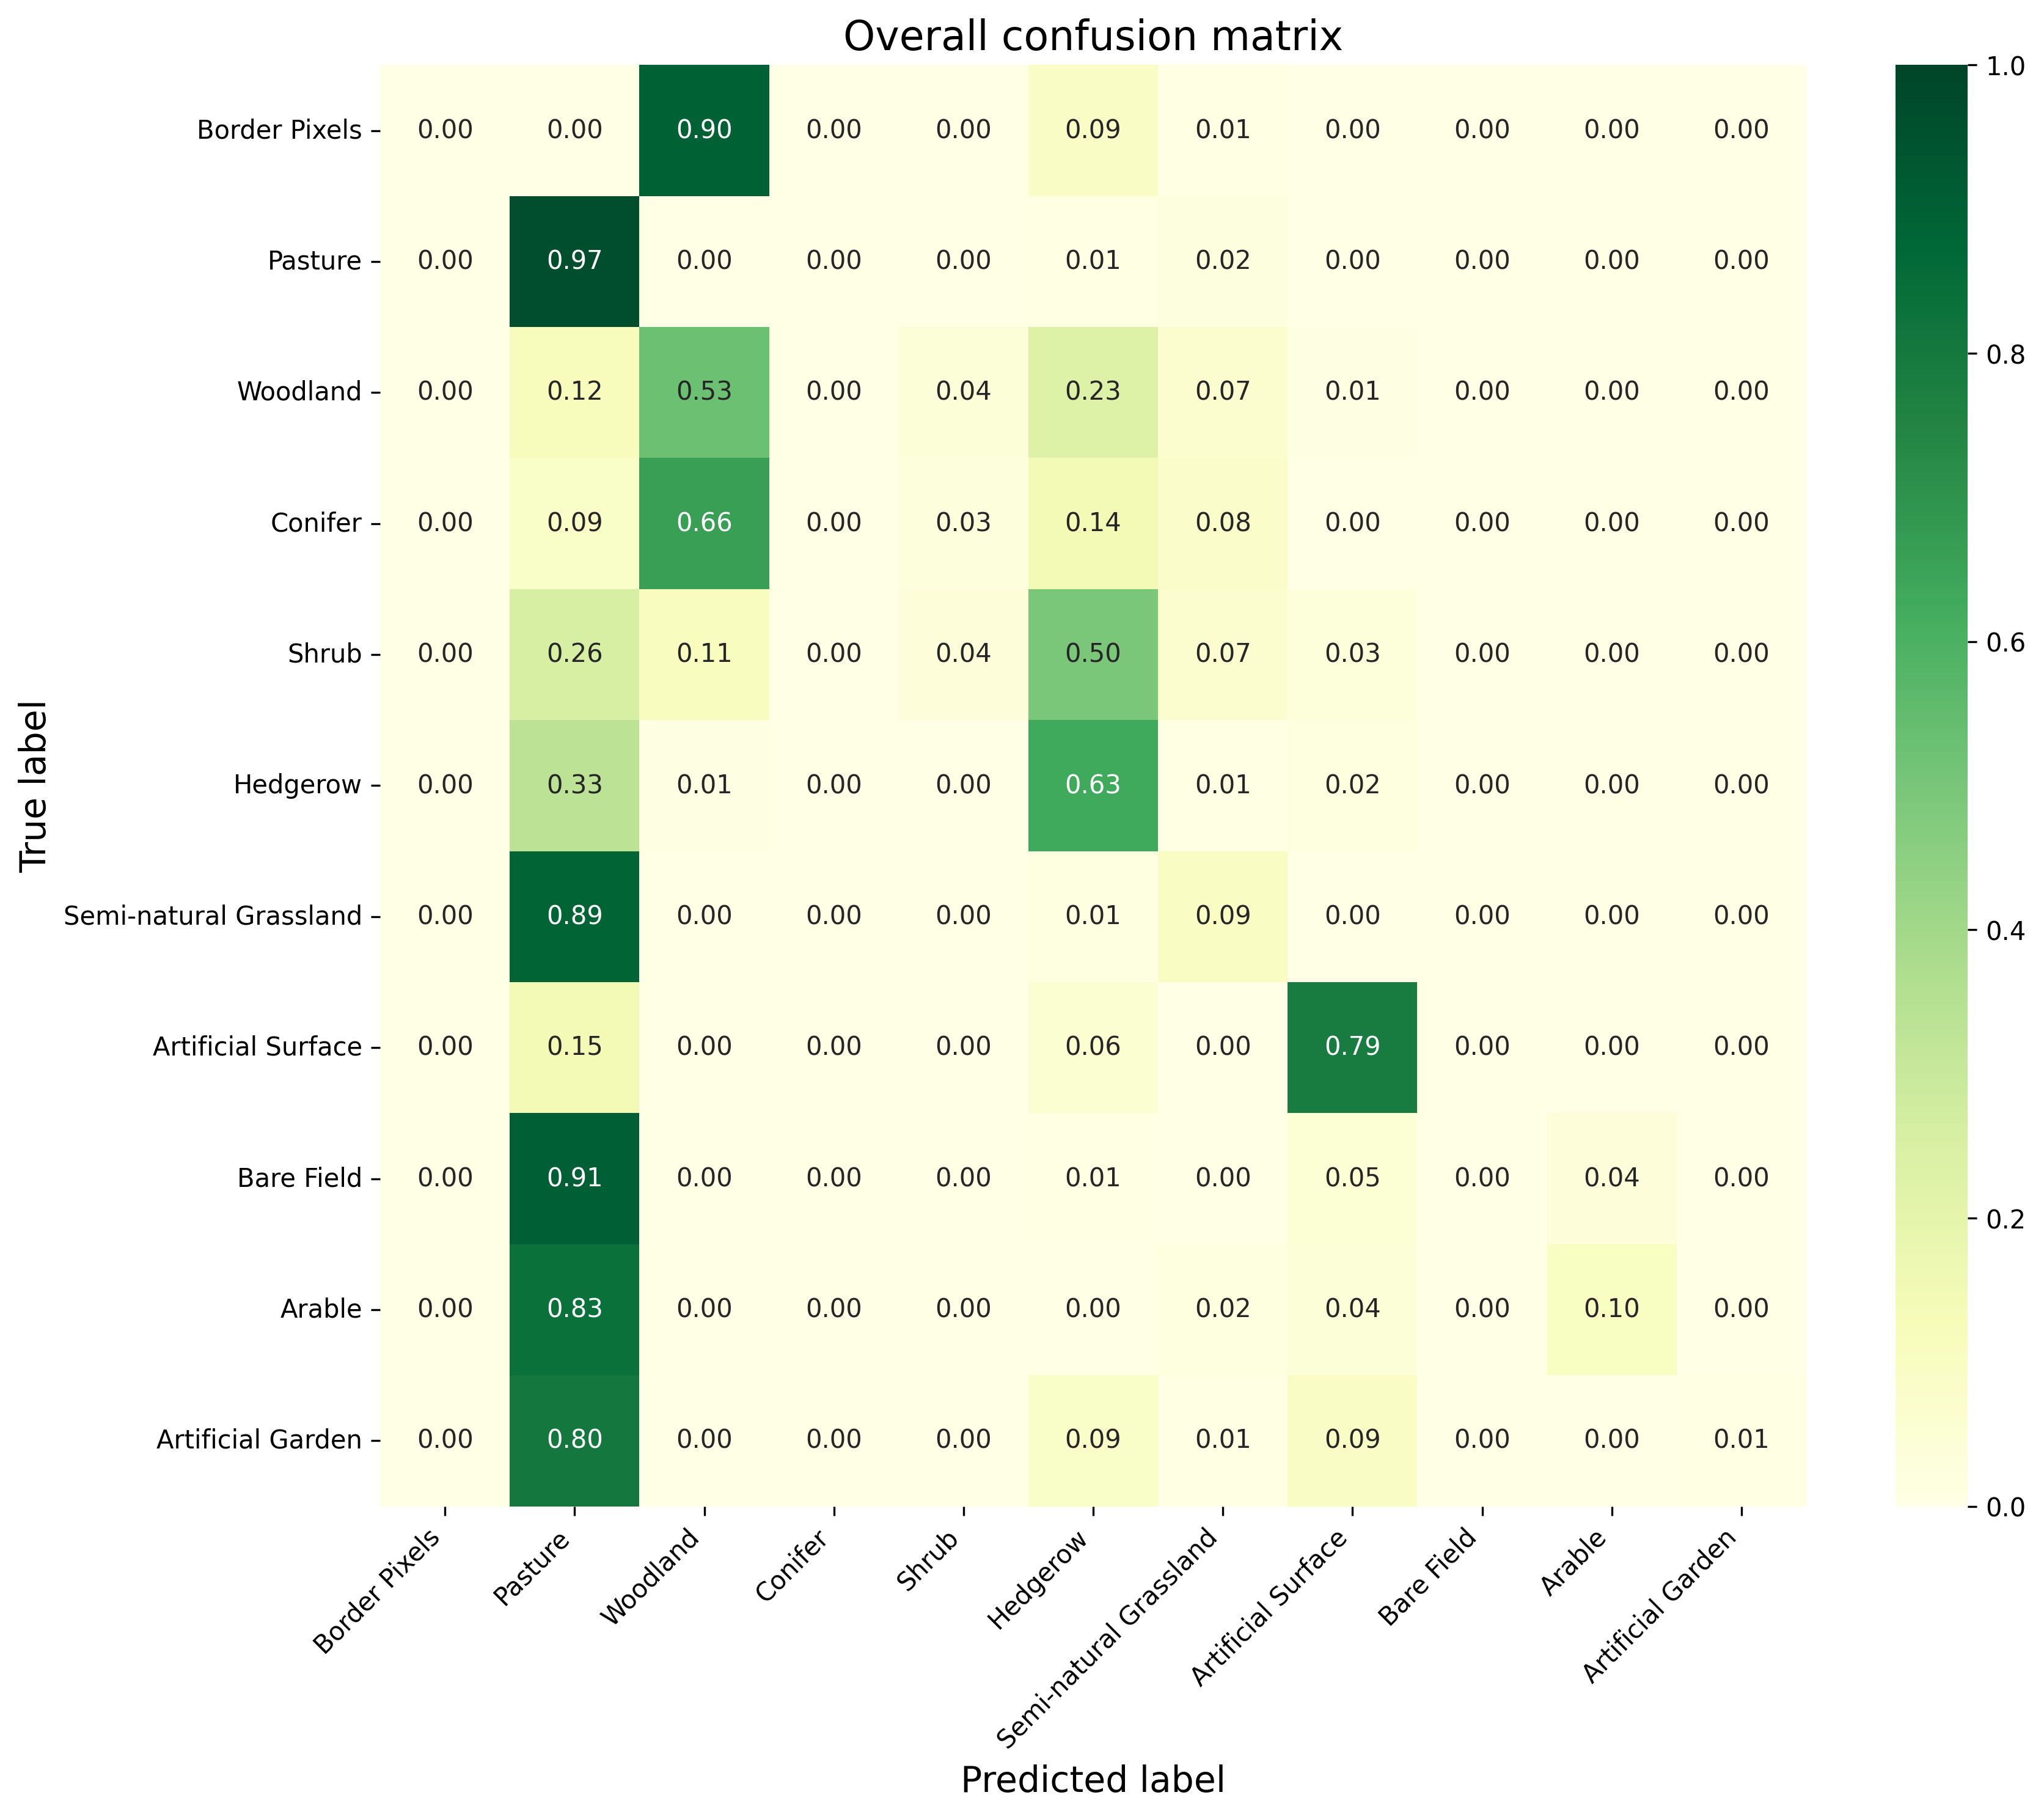 Overall confusion matrix
True label
Border Pixels 0.00 0.00 0.90 0.00 0.00 0.09 0.01 0.00 0.00 0.00 0.00
Pasture 0.00 0.97 0.00 0.00 0.00 0.01 0.02 0.00 0.00 0.00 0.00
Woodland 0.00 0.12 0.53 0.00 0.04 0.23 0.07 0.01 0.00 0.00 0.00
Conifer 0.00 0.09 0.66 0.00 0.03 0.14 0.08 0.00 0.00 0.00 0.00
Shrub 0.00 0.26 0.11 0.00 0.04 0.50 0.07 0.03 0.00 0.00 0.00
Hedgerow 0.00 0.33 0.01 0.00 0.00 0.63 0.01 0.02 0.00 0.00 0.00
Semi-natural Grassland 0.00 0.89 0.00 0.00 0.00 0.01 0.09 0.00 0.00 0.00 0.00
Artificial Surface 0.00 0.15 0.00 0.00 0.00 0.06 0.00 0.79 0.00 0.00 0.00
Bare Field 0.00 0.91 0.00 0.00 0.00 0.01 0.00 0.05 0.00 0.04 0.00
Arable 0.00 0.83 0.00 0.00 0.00 0.00 0.02 0.04 0.00 0.10 0.00
Artificial Garden 0.00 0.80 0.00 0.00 0.00 0.09 0.01 0.09 0.00 0.00 0.01
Border Pixels
Pasture
Woodland
Conifer
Shrub
Hedgerow
Semi-natural Grassland
Artificial Surface
Bare Field
Arable
Artificial Garden
Predicted label
1.0
0.8
0.6
0.4
0.2
0.0